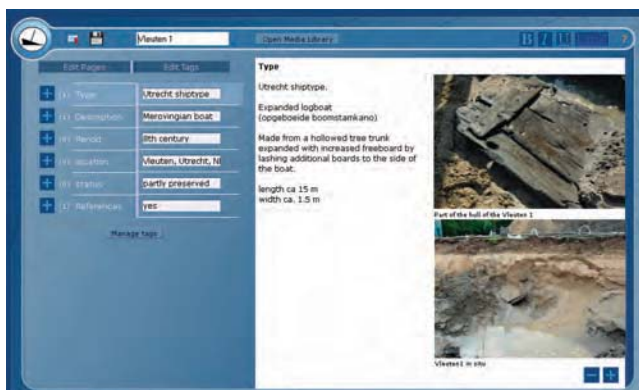 Vleuten 1
Open Media Library
B
?
Edit Pages
Edit Tags
Type
Utrecht shiptype
Description
Merovingian boat
8th century
Vleuten, Utrecht, Nl
status
partly preserved
References
yes
Manage tags
Type
Utrecht shiptype.
Expanded logboat
(opgeboeide boomstamkano)
Made from a hollowed tree trunk
expanded with increased freeboard by
lashing additional boards to the side of
the boat.
length ca 15 m
width ca. 1.5 m
Part of the hull of the Vleuten 1
Vleuten1 in situ